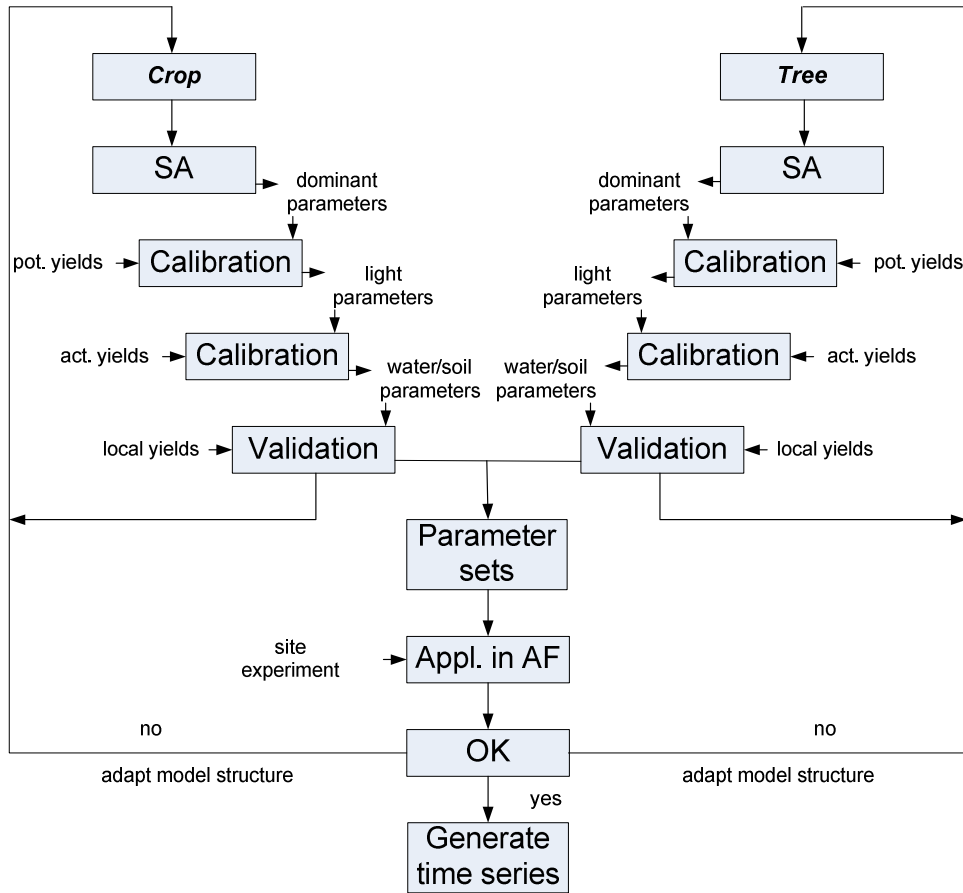 Crop
Tree
SA
SA
dominant
parameters
dominant
parameters
pot. yields
Calibration
light
parameters
light
parameters
Calibration
pot. yields
act. yields
Calibration
water/soil
parameters
water/soil
parameters
Calibration
act. yields
local yields
Validation
Validation
local yields
Parameter
sets
site
experiment
Appl. in AF
no
no
OK
adapt model structure
adapt model structure
yes
Generate
time series